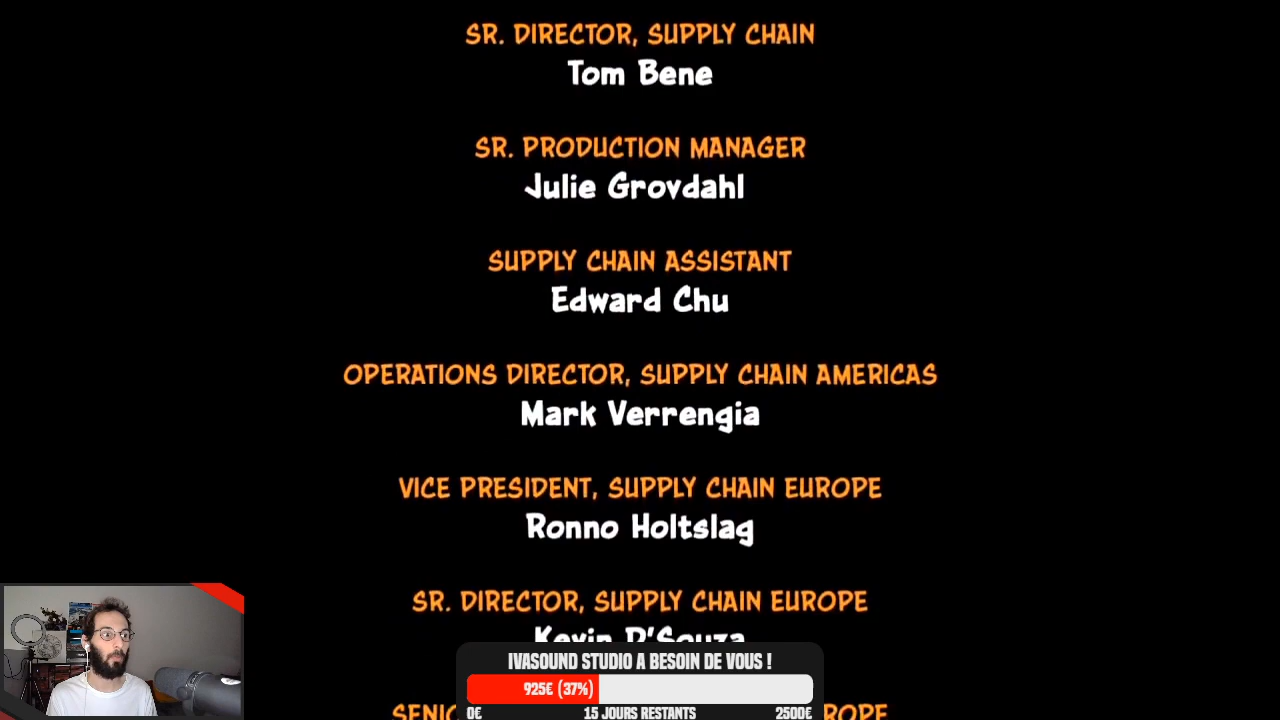 SR. DIRECTOR, SUPPLY CHAIN
Tom Bene
SR. PRODUCTION MANAGER
Julie Grovdahl
SUPPLY CHAIN ASSISTANT
Edward Chu
OPERATIONS DIRECTOR, SUPPLY CHAIN AMERICAS
Mark Verrengia
VICE PRESIDENT, SUPPLY CHAIN EUROPE
Ronno Holtslag
SR. DIRECTOR, SUPPLY CHAIN EUROPE
Kevin D'Souza
IVASOUND STUDIO A BESOIN DE VOUS !
925€ (37%)
0€ 15 JOURS RESTANTS 2500€